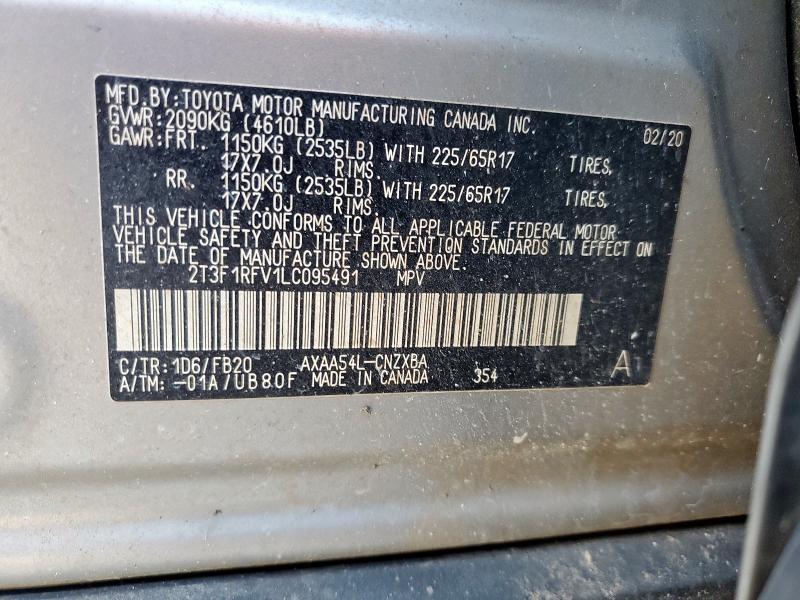 MFD. BY: TOYOTA MOTOR MANUFACTURING CANADA INC.
GVWR: 2090KG (4610LB) 02/20
GAWR: FRT. 1150KG (2535LB) WITH 225/65R17 TIRES,
17X7.0J RIMS.
RR. 1150KG (2535LB) WITH 225/65R17 TIRES,
17X7.0J RIMS.
THIS VEHICLE CONFORMS TO ALL APPLICABLE FEDERAL MOTOR
VEHICLE SAFETY AND THEFT PREVENTION STANDARDS IN EFFECT ON
THE DATE OF MANUFACTURE SHOWN ABOVE.
2T3F1RFV1LC095491 MPV
C/TR: 1D6/FB20 AXAA54L-CNZXBA A
A/TM: -01A/UB80F MADE IN CANADA 354